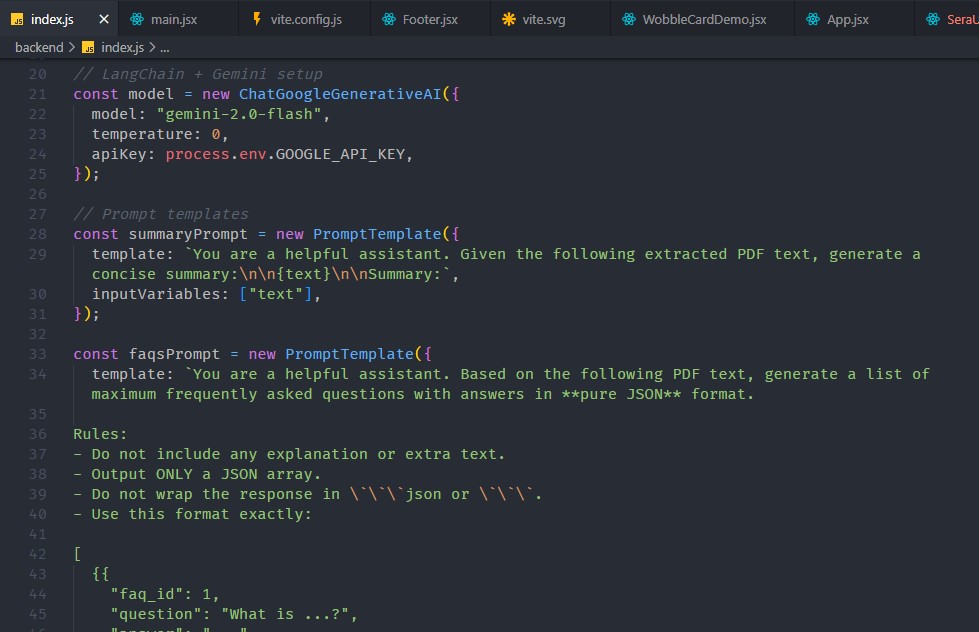 index.js × main.jsx vite.config.js Footer.jsx vite.svg WobbleCardDemo.jsx App.jsx SeraU
backend > JS index.js > ...
20 // LangChain + Gemini setup
21 const model = new ChatGoogleGenerativeAI({
22 model: "gemini-2.0-flash",
23 temperature: 0,
24 apiKey: process.env.GOOGLE_API_KEY,
25 });
26
27 // Prompt templates
28 const summaryPrompt = new PromptTemplate({
29 template: `You are a helpful assistant. Given the following extracted PDF text, generate a
concise summary:\n\n{text}\n\nSummary:`,
30 inputVariables: ["text"],
31 });
32
33 const faqsPrompt = new PromptTemplate({
34 template: `You are a helpful assistant. Based on the following PDF text, generate a list of
maximum frequently asked questions with answers in **pure JSON** format.
35
36 Rules:
37 - Do not include any explanation or extra text.
38 - Output ONLY a JSON array.
39 - Do not wrap the response in \`\`\`json or \`\`\`.
40 - Use this format exactly:
41
42 [
43 {{
44 "faq_id": 1,
45 "question": "What is ...?",